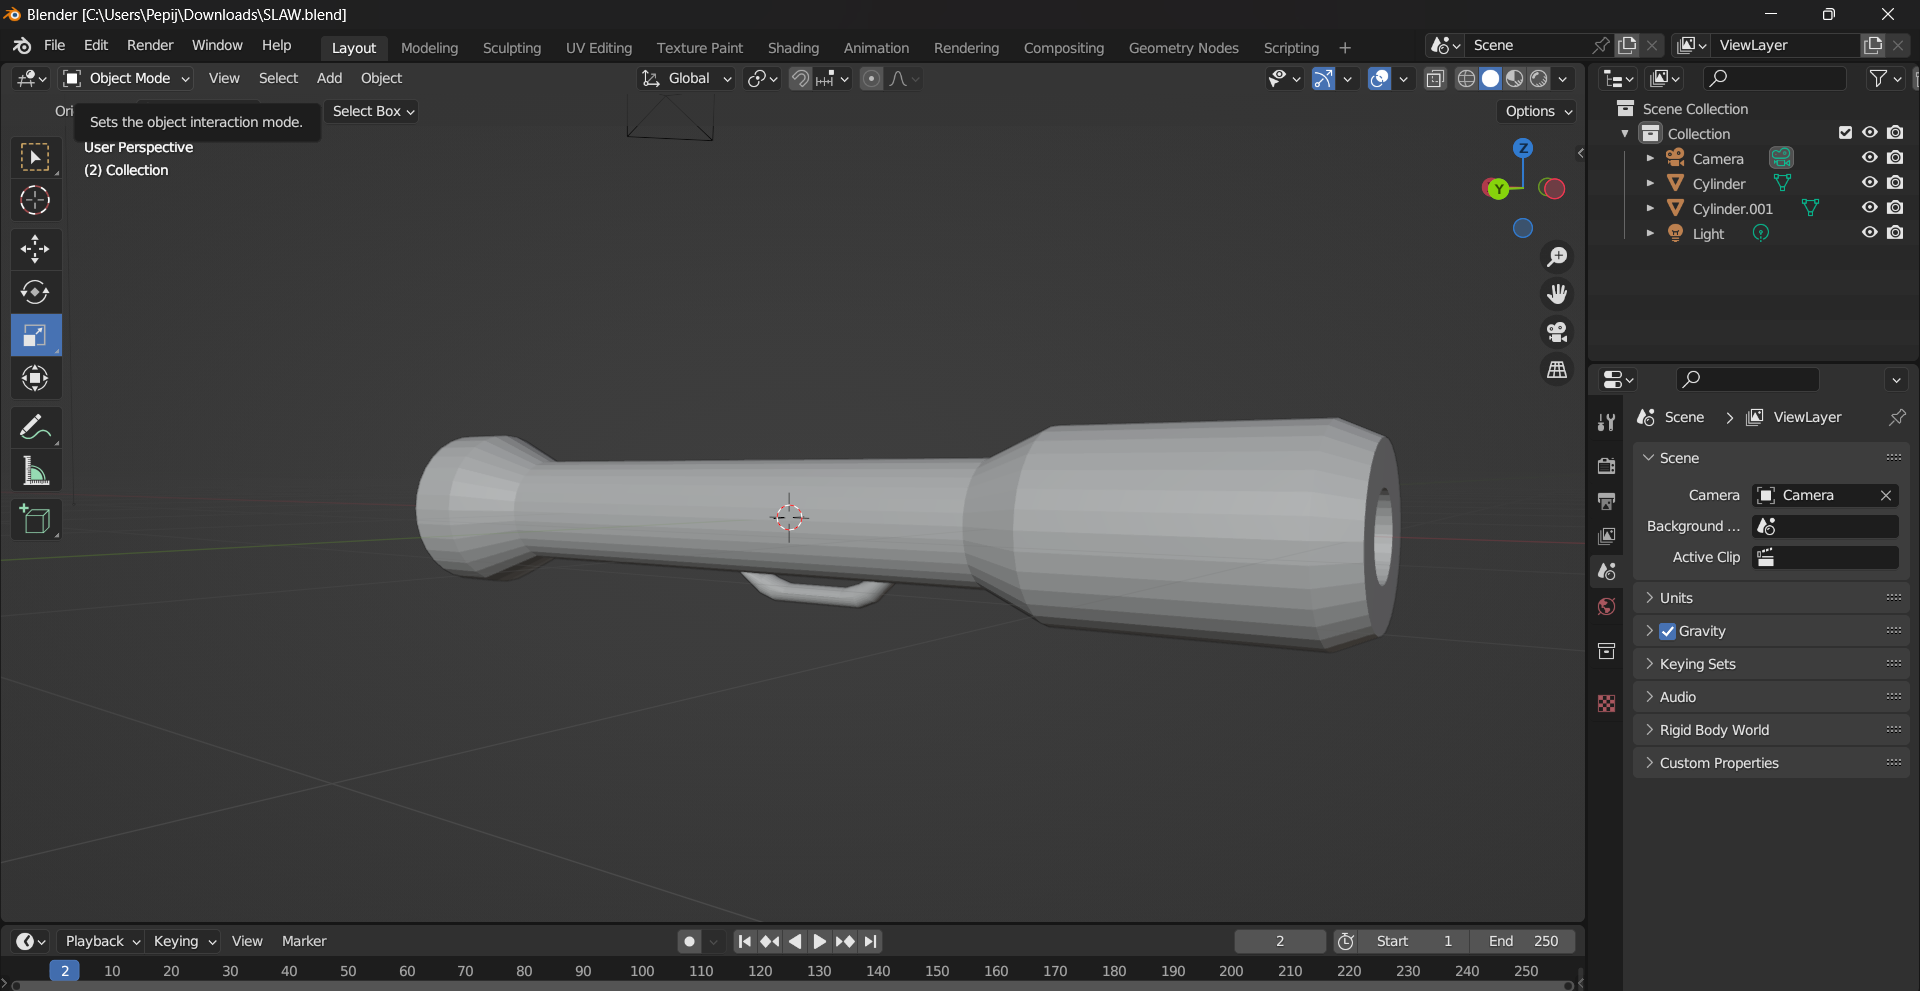 Blender [C:\Users\Pepij\Downloads\SLAW.blend]
File Edit Render Window Help Layout Modeling Sculpting UV Editing Texture Paint Shading Animation Rendering Compositing Geometry Nodes Scripting + Scene ViewLayer
Object Mode View Select Add Object Global
Ori Select Box Options
Sets the object interaction mode.
User Perspective
(2) Collection
Z
Y
Scene Collection
Collection
Camera
Cylinder
Cylinder.001
Light
Scene > ViewLayer
Scene
Camera Camera
Background ...
Active Clip
Units
Gravity
Keying Sets
Audio
Rigid Body World
Custom Properties
Playback Keying View Marker 2 Start 1 End 250
2 10 20 30 40 50 60 70 80 90 100 110 120 130 140 150 160 170 180 190 200 210 220 230 240 250